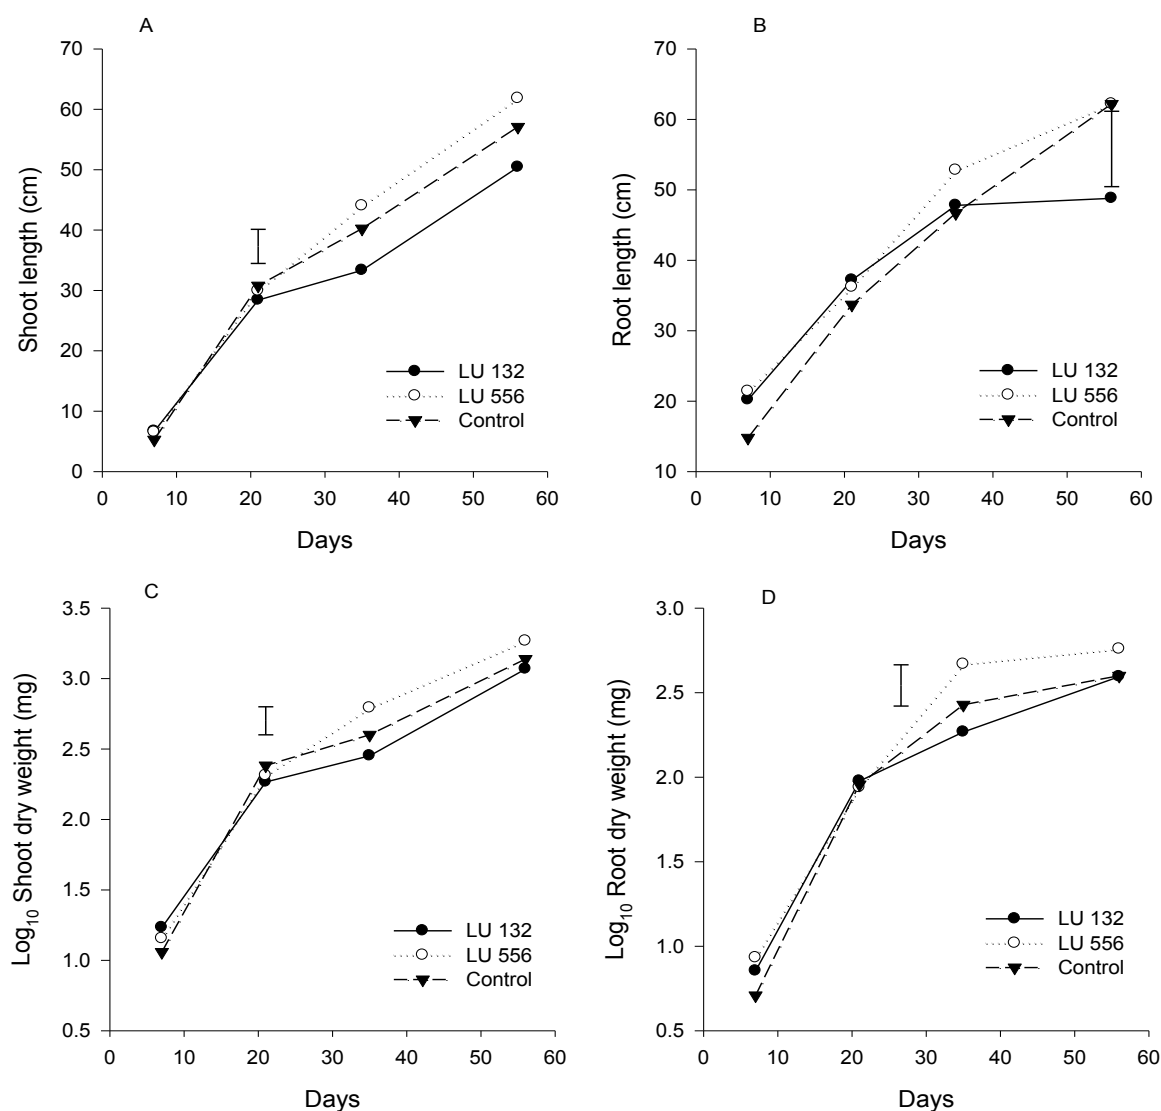 A
70
60
50
40
30
20
10
0
Shoot length (cm)
LU 132
LU 556
Control
0 10 20 30 40 50 60
Days
B
70
60
50
40
30
20
10
Root length (cm)
LU 132
LU 556
Control
0 10 20 30 40 50 60
Days
C
3.5
3.0
2.5
2.0
1.5
1.0
0.5
Log10 Shoot dry weight (mg)
LU 132
LU 556
Control
0 10 20 30 40 50 60
Days
D
3.0
2.5
2.0
1.5
1.0
0.5
Log10 Root dry weight (mg)
LU 132
LU 556
Control
0 10 20 30 40 50 60
Days